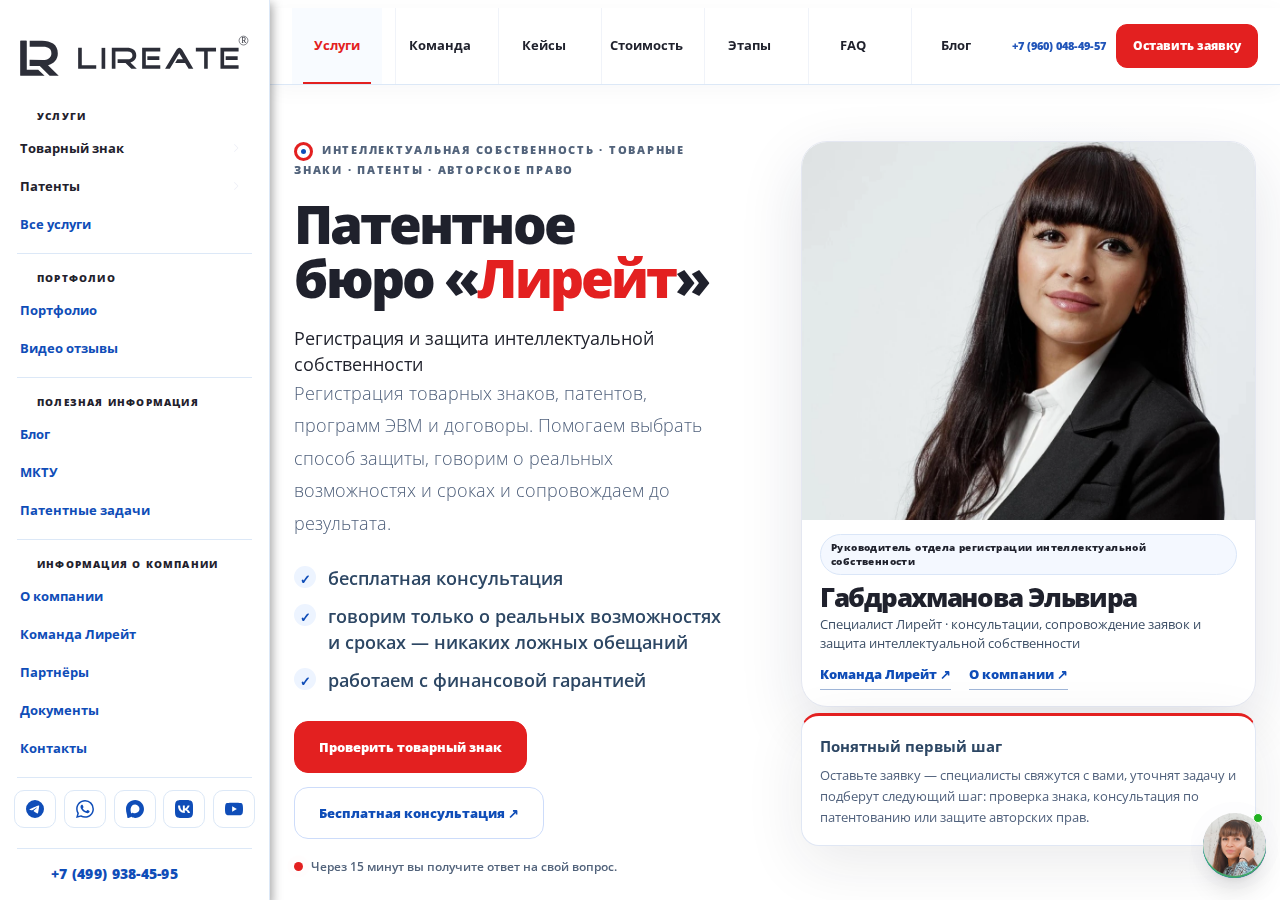 LIREATE®
УСЛУГИ
Товарный знак
Патенты
Все услуги
ПОРТФОЛИО
Портфолио
Видео отзывы
ПОЛЕЗНАЯ ИНФОРМАЦИЯ
Блог
МКТУ
Патентные задачи
ИНФОРМАЦИЯ О КОМПАНИИ
О компании
Команда Лирейт
Партнёры
Документы
Контакты
+7 (499) 938-45-95
Услуги
Команда
Кейсы
Стоимость
Этапы
FAQ
Блог
+7 (960) 048-49-57
Оставить заявку
ИНТЕЛЛЕКТУАЛЬНАЯ СОБСТВЕННОСТЬ · ТОВАРНЫЕ
ЗНАКИ · ПАТЕНТЫ · АВТОРСКОЕ ПРАВО
Патентное
бюро «Лирейт»
Регистрация и защита интеллектуальной
собственности
Регистрация товарных знаков, патентов,
программ ЭВМ и договоры. Помогаем выбрать
способ защиты, говорим о реальных
возможностях и сроках и сопровождаем до
результата.
✓ бесплатная консультация
✓ говорим только о реальных возможностях
и сроках — никаких ложных обещаний
✓ работаем с финансовой гарантией
Проверить товарный знак
Бесплатная консультация ↗
Через 15 минут вы получите ответ на свой вопрос.
Руководитель отдела регистрации интеллектуальной
собственности
Габдрахманова Эльвира
Специалист Лирейт · консультации, сопровождение заявок и
защита интеллектуальной собственности
Команда Лирейт ↗ О компании ↗
Понятный первый шаг
Оставьте заявку — специалисты свяжутся с вами, уточнят задачу и
подберут следующий шаг: проверка знака, консультация по
патентованию или защите авторских прав.